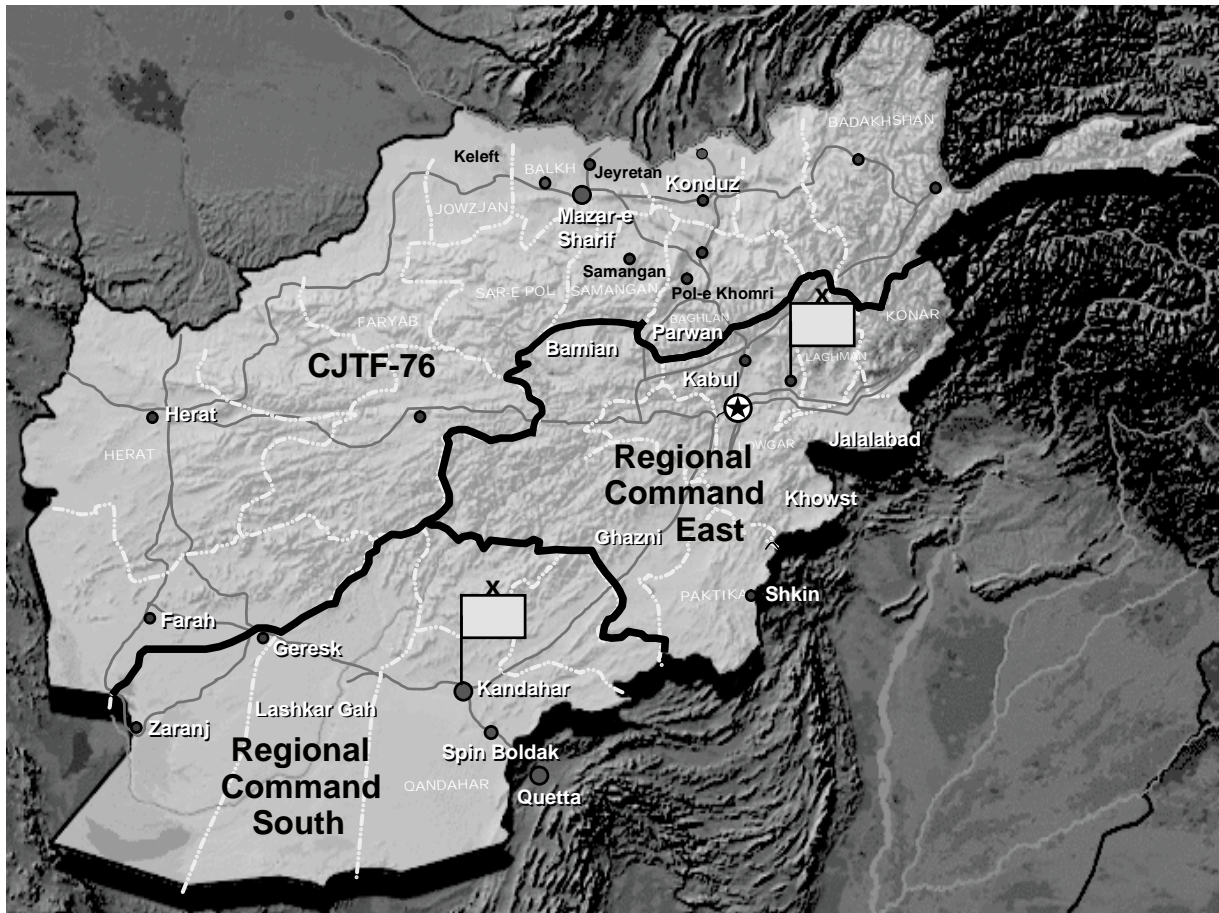 BADAKHSHAN
Keleft
BALKH
Jeyretan
Konduz
JOWZJAN
Mazar-e
Sharif
Samangan
SAR-E POL
SAMANGAN
Pol-e Khomri
X
KONAR
BAGHLAN
FARYAB
Parwan
Bamian
LAGHMAN
CJTF-76
Kabul
Herat
HERAT
OWGAR
Jalalabad
Regional
Command
East
Khowst
Ghazni
X
PAKTIKA
Shkin
Farah
Geresk
Kandahar
Lashkar Gah
Zaranj
Spin Boldak
Regional
Command
South
QANDAHAR
Quetta